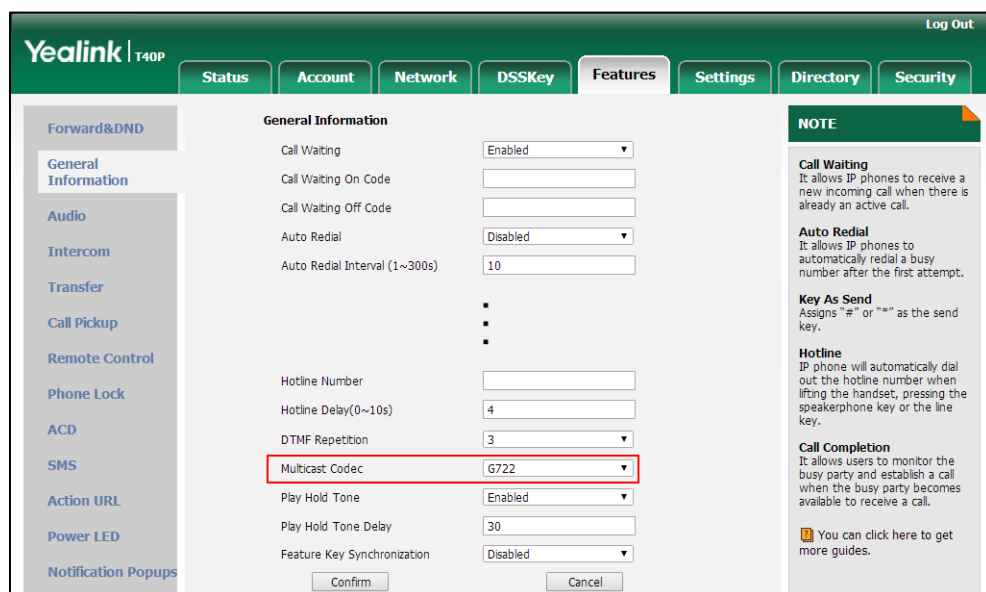 Log Out
Yealink | T40P
Status Account Network DSSKey Features Settings Directory Security
Forward&DND
General
Information
Audio
Intercom
Transfer
Call Pickup
Remote Control
Phone Lock
ACD
SMS
Action URL
Power LED
Notification Popups
General Information
Call Waiting Enabled
Call Waiting On Code
Call Waiting Off Code
Auto Redial Disabled
Auto Redial Interval (1~300s) 10
Hotline Number
Hotline Delay(0~10s) 4
DTMF Repetition 3
Multicast Codec G722
Play Hold Tone Enabled
Play Hold Tone Delay 30
Feature Key Synchronization Disabled
Confirm Cancel
NOTE
Call Waiting
It allows IP phones to receive a
new incoming call when there is
already an active call.
Auto Redial
It allows IP phones to
automatically redial a busy
number after the first attempt.
Key As Send
Assigns "#" or "*" as the send
key.
Hotline
IP phone will automatically dial
out the hotline number when
lifting the handset, pressing the
speakerphone key or the line
key.
Call Completion
It allows users to monitor the
busy party and establish a call
when the busy party becomes
available to receive a call.
? You can click here to get
more guides.